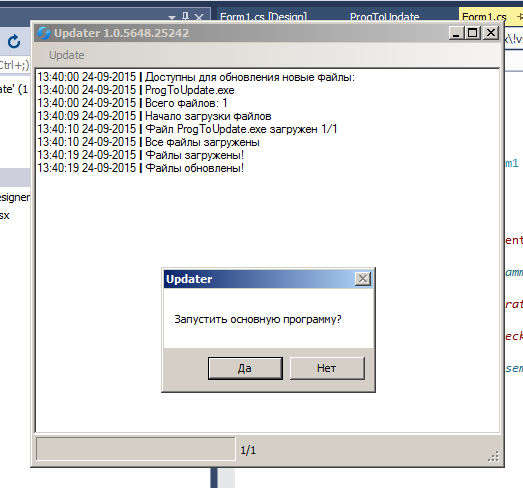 Form1.cs [Design]
ProgToUpdate
Form1.cs
Updater 1.0.5648.25242
Update
Ctrl+;)
13:40:00 24-09-2015 | Доступны для обновления новые файлы:
13:40:00 24-09-2015 | ProgToUpdate.exe
13:40:00 24-09-2015 | Всего файлов: 1
13:40:09 24-09-2015 | Начало загрузки файлов
13:40:10 24-09-2015 | Файл ProgToUpdate.exe загружен 1/1
13:40:10 24-09-2015 | Все файлы загружены
13:40:19 24-09-2015 | Файлы загружены!
13:40:19 24-09-2015 | Файлы обновлены!
ate' (1
esigner
sx
m1
ent
amm
rat
eck
sem
Updater
Запустить основную программу?
Да
Нет
1/1